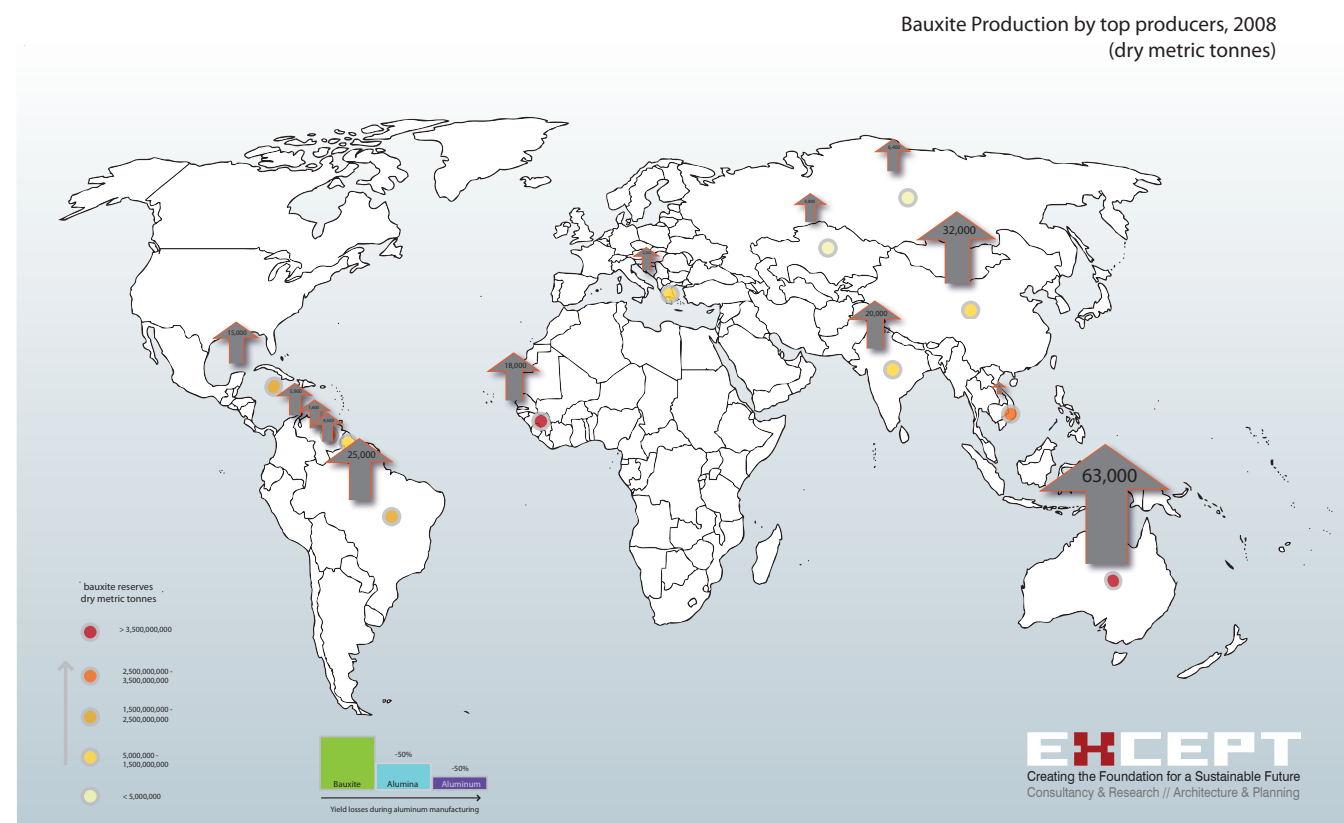 Bauxite Production by top producers, 2008
(dry metric tonnes)
32,000
15,000
20,000
18,000
25,000
63,000
bauxite reserves
dry metric tonnes
> 3,500,000,000
2,500,000,000 -
3,500,000,000
1,500,000,000 -
2,500,000,000
5,000,000 -
1,500,000,000
< 5,000,000
-50%
-50%
Bauxite
Alumina
Aluminum
Yield losses during aluminum manufacturing
EXCEPT
Creating the Foundation for a Sustainable Future
Consultancy & Research // Architecture & Planning